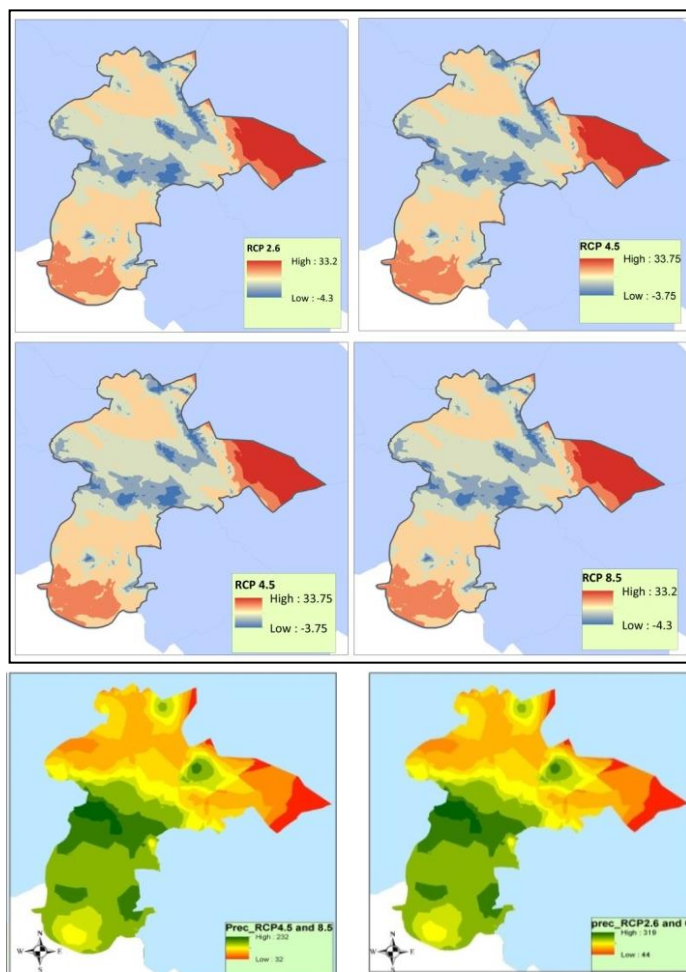 RCP 2.6
High : 33.2
Low : -4.3
RCP 4.5
High : 33.75
Low : -3.75
RCP 4.5
High : 33.75
Low : -3.75
RCP 8.5
High : 33.2
Low : -4.3
Prec_RCP4.5 and 8.5
High : 232
Low : 32
N
W E
S
prec_RCP2.6 and
High : 319
Low : 44
N
W E
S